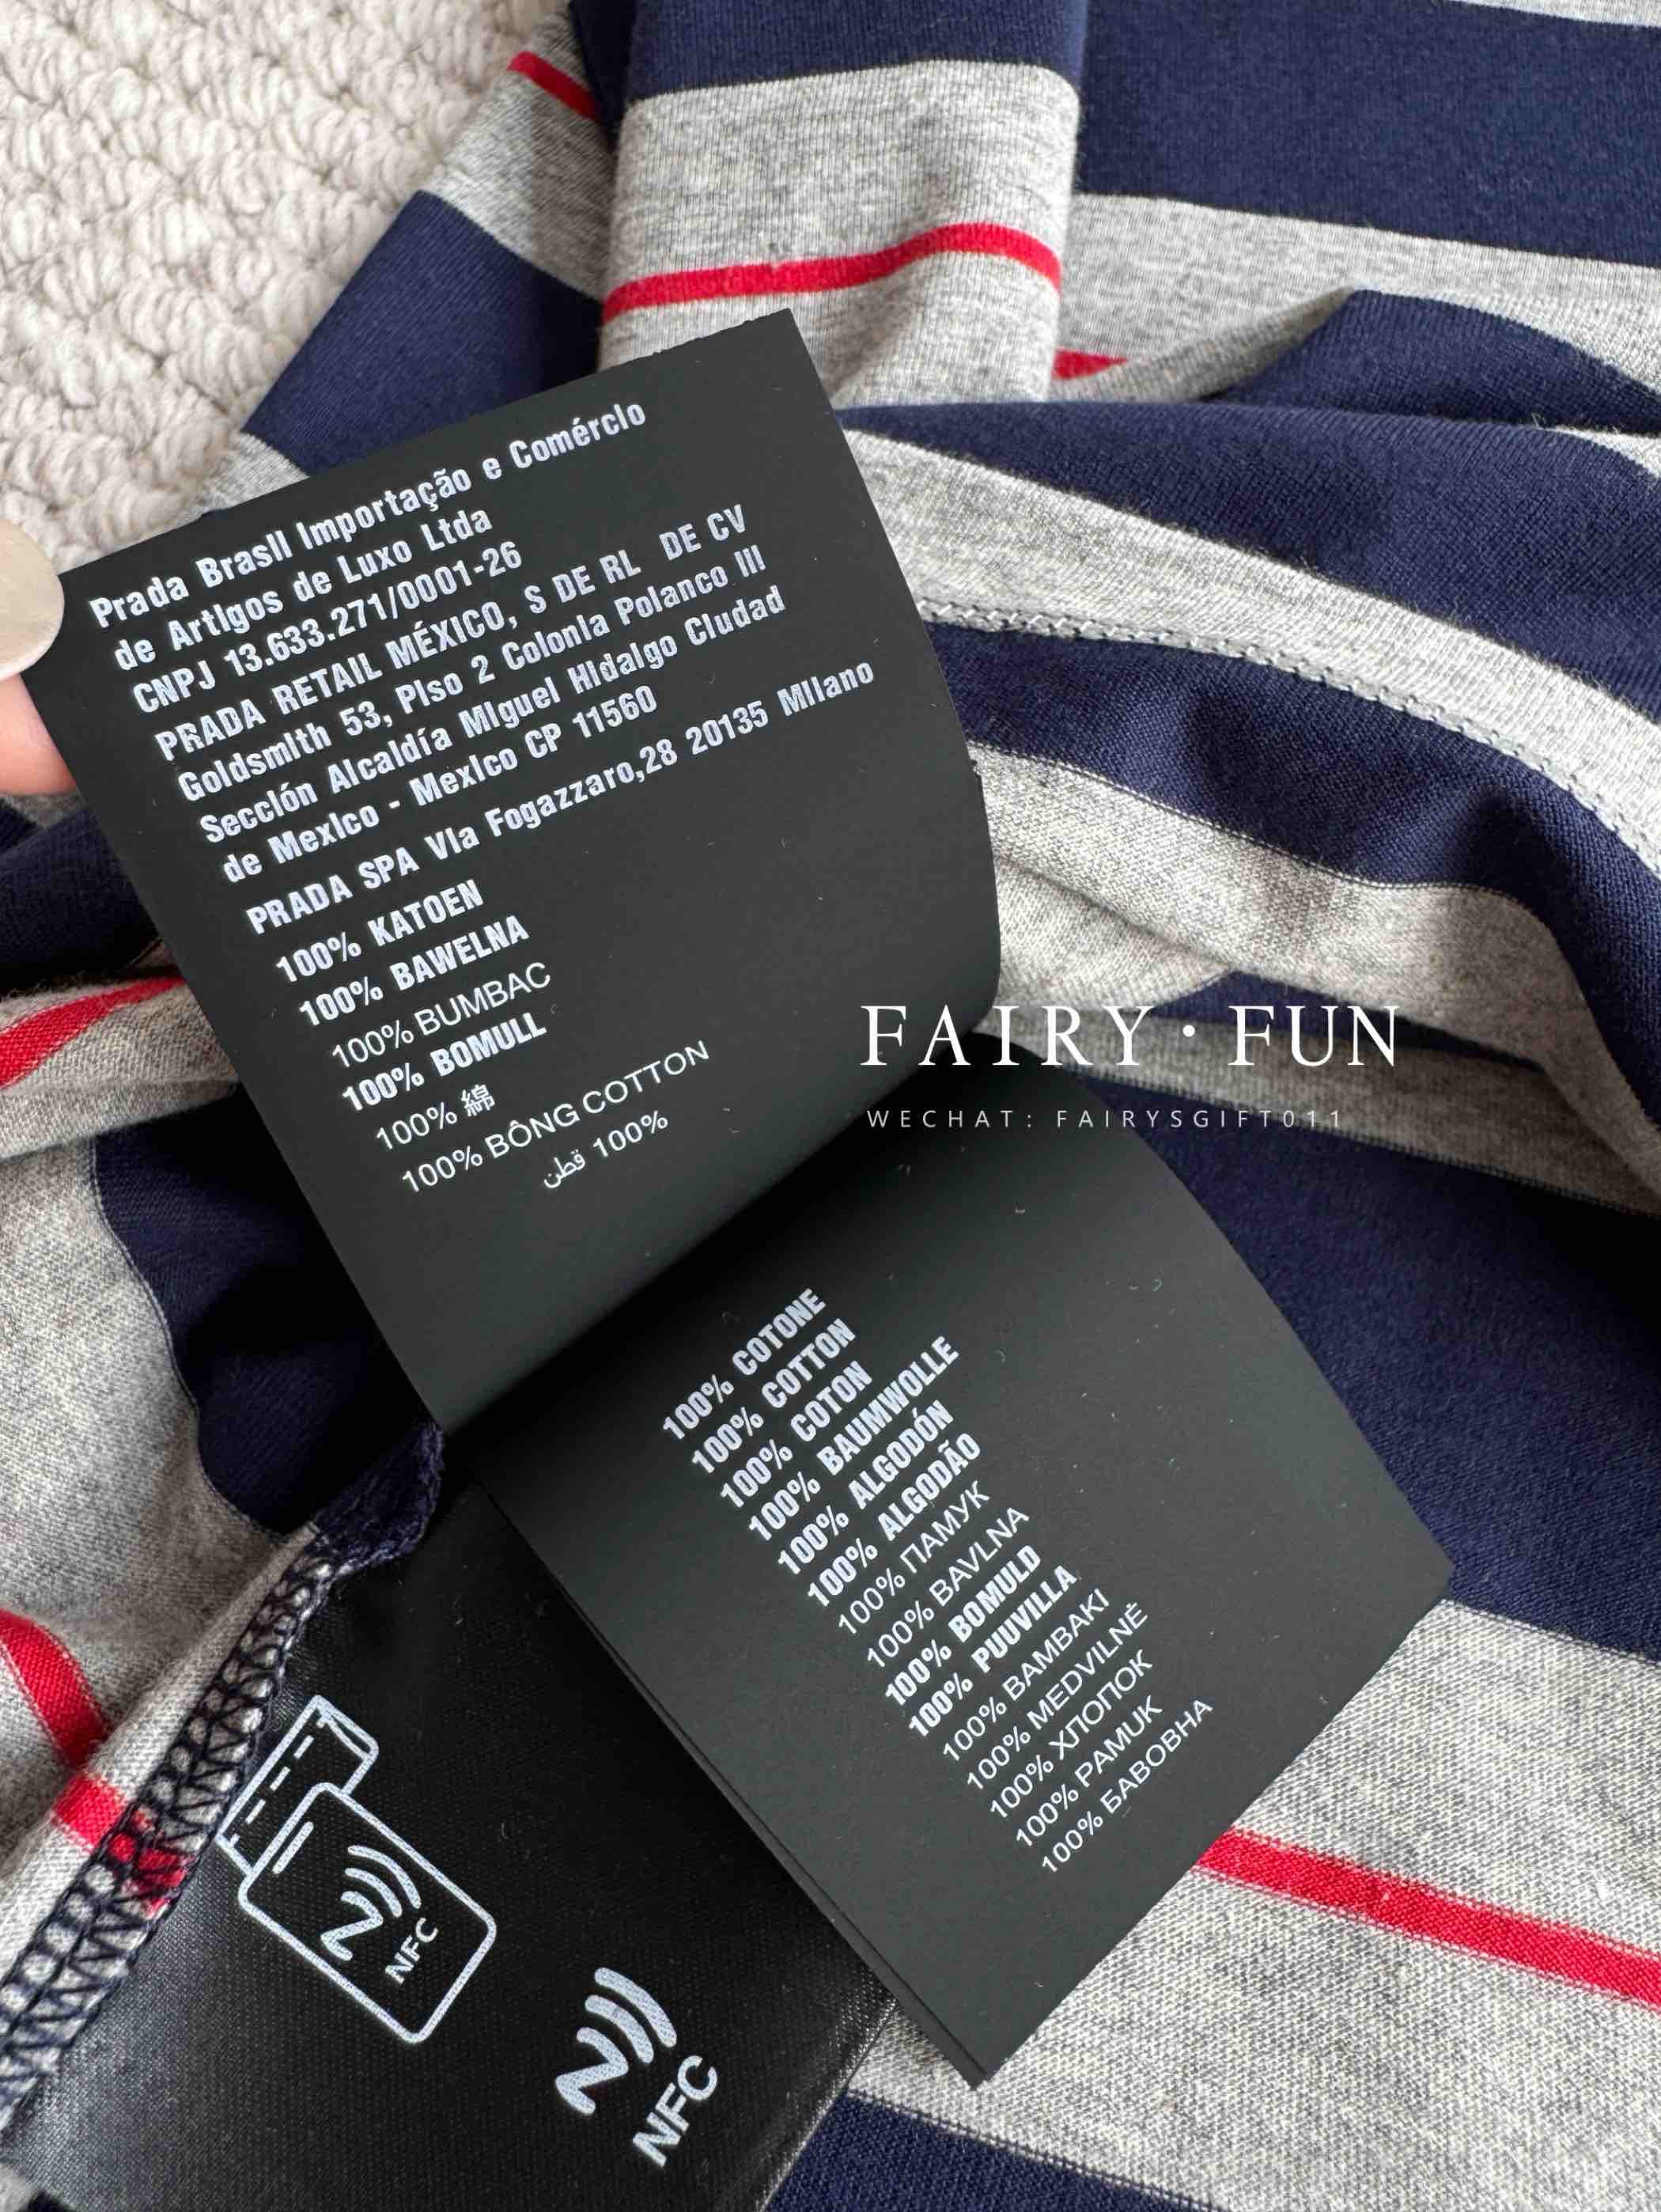 Prada Brasil Importação e Comércio
de Artigos de Luxo Ltda
CNPJ 13.633.271/0001-26
PRADA RETAIL MÉXICO, S DE RL DE CV
Goldsmith 53, Piso 2 Colonia Polanco III
Sección Alcaldía Miguel Hidalgo Ciudad
de Mexico - Mexico CP 11560
PRADA SPA Via Fogazzaro,28 20135 Milano
100% KATOEN
100% BAWELNA
100% BUMBAC
100% BOMULL
100% 綿
100% BÔNG COTTON
100% قطن
FAIRY·FUN
WECHAT: FAIRYSGIFT011
100% COTONE
100% COTTON
100% COTON
100% BAUMWOLLE
100% ALGODÓN
100% ALGODÃO
100% ПАМУК
100% BAVLNA
100% BOMULD
100% PUUVILLA
100% BAMBAKI
100% MEDVILNĖ
100% ХЛОПОК
100% PAMUK
100% БАВОВНА
NFC
NFC